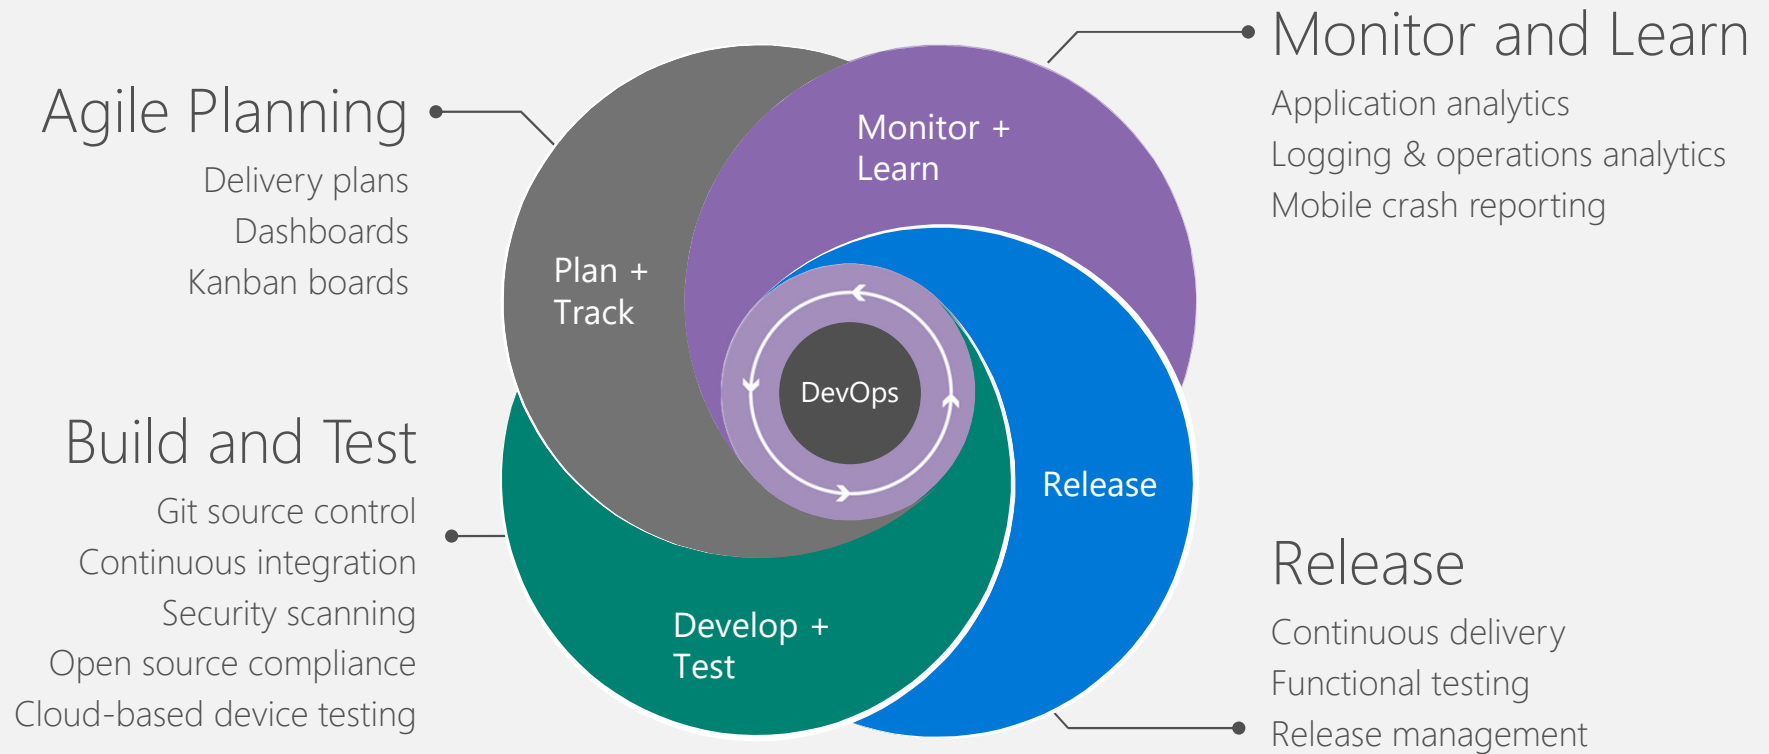 Agile Planning
Delivery plans
Dashboards
Kanban boards
Build and Test
Git source control
Continuous integration
Security scanning
Open source compliance
Cloud-based device testing
Plan +
Track
Monitor +
Learn
DevOps
Release
Develop +
Test
Monitor and Learn
Application analytics
Logging & operations analytics
Mobile crash reporting
Release
Continuous delivery
Functional testing
Release management